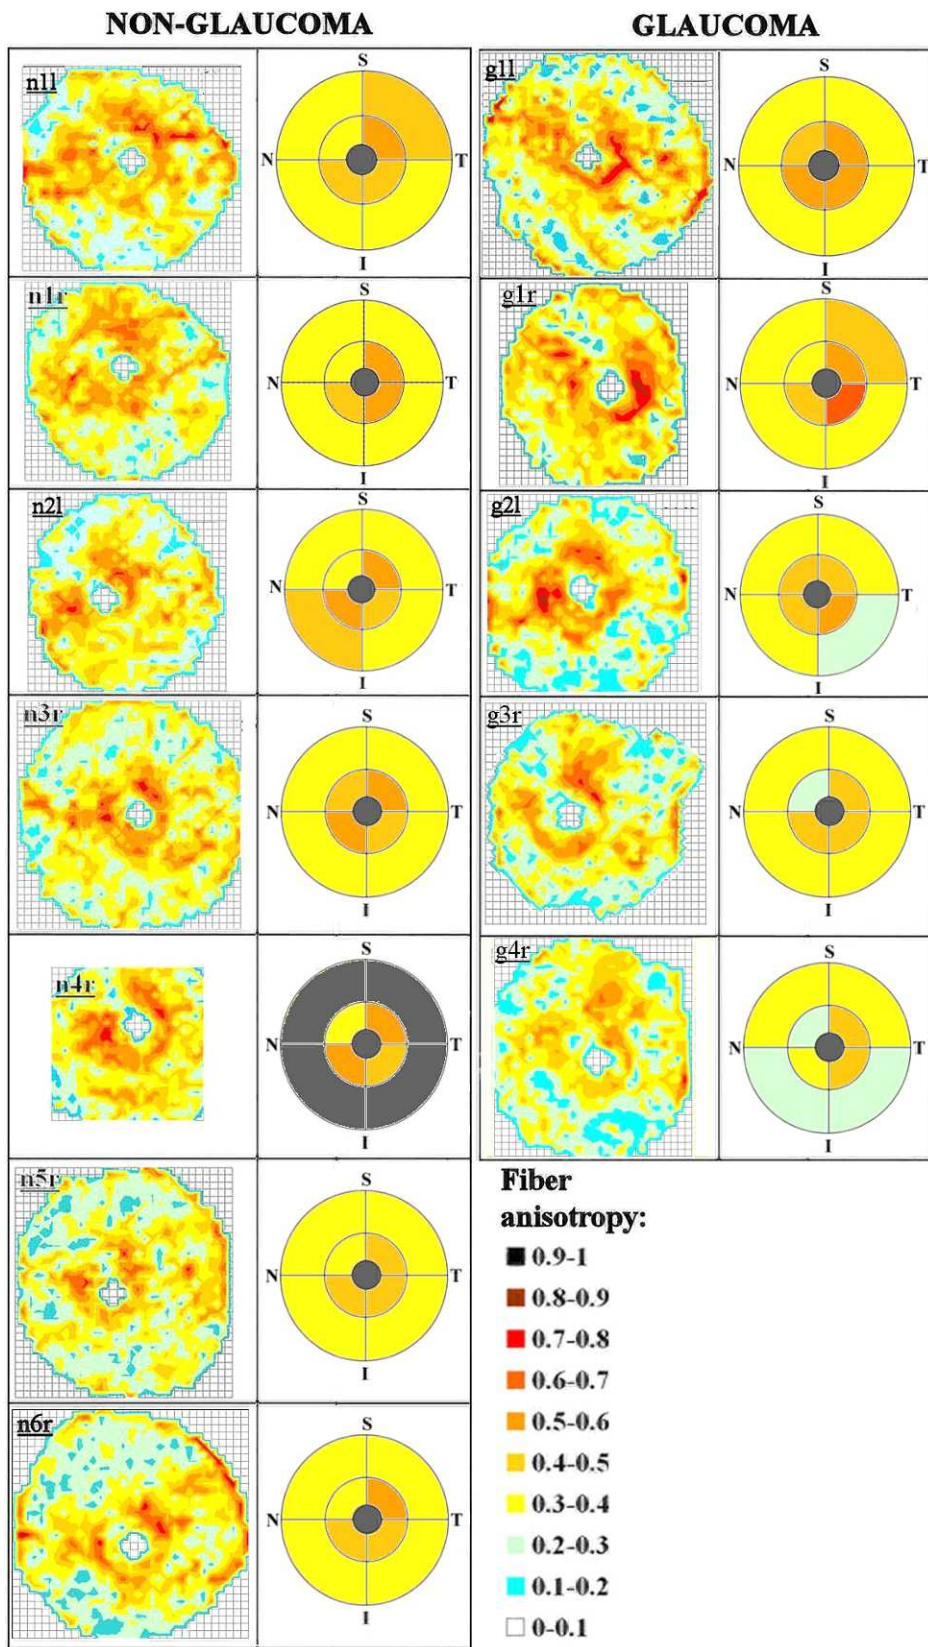 NON-GLAUCOMA
GLAUCOMA
n1l
S
N
T
I
g1l
S
N
T
I
n1r
S
N
T
I
g1r
S
N
T
I
n2l
S
N
T
I
g2l
S
N
T
I
n3r
S
N
T
I
g3r
S
N
T
I
n4r
S
N
T
I
g4r
S
N
T
I
n5r
S
N
T
I
n6r
S
N
T
I
Fiber
anisotropy:
0.9-1
0.8-0.9
0.7-0.8
0.6-0.7
0.5-0.6
0.4-0.5
0.3-0.4
0.2-0.3
0.1-0.2
0-0.1